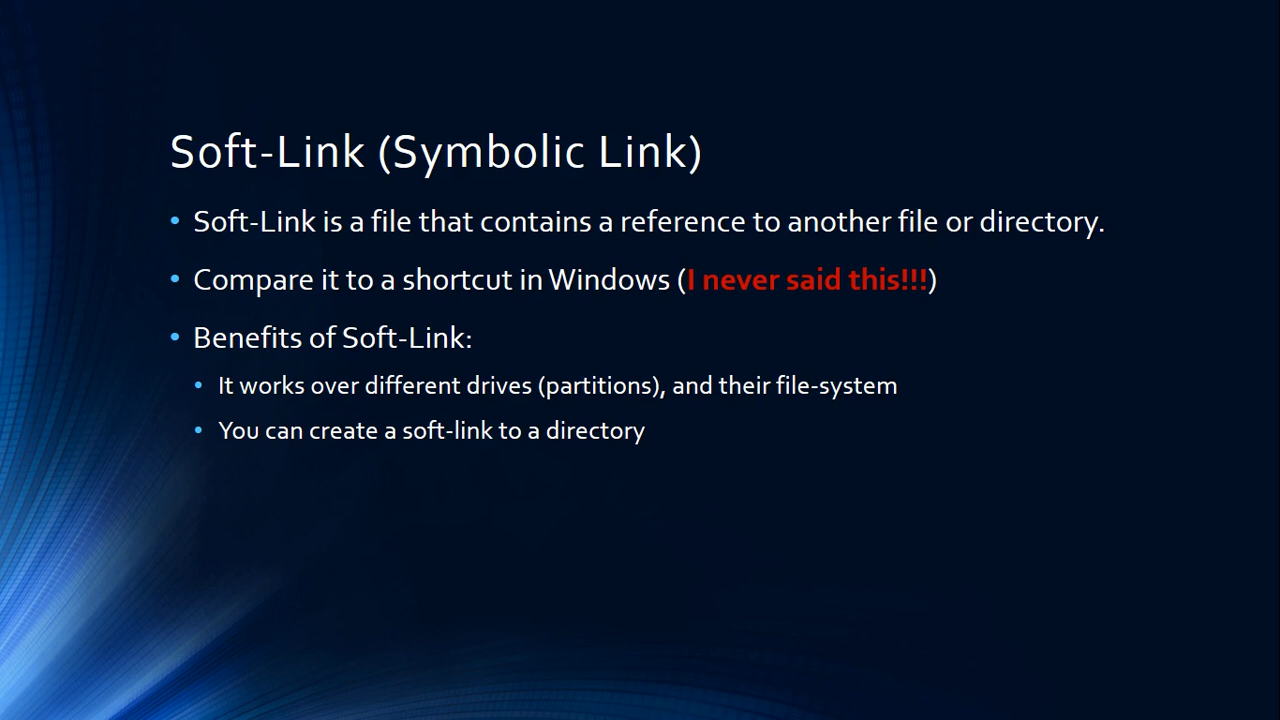 Soft-Link (Symbolic Link)
• Soft-Link is a file that contains a reference to another file or directory.
• Compare it to a shortcut in Windows (I never said this!!!)
• Benefits of Soft-Link:
• It works over different drives (partitions), and their file-system
• You can create a soft-link to a directory